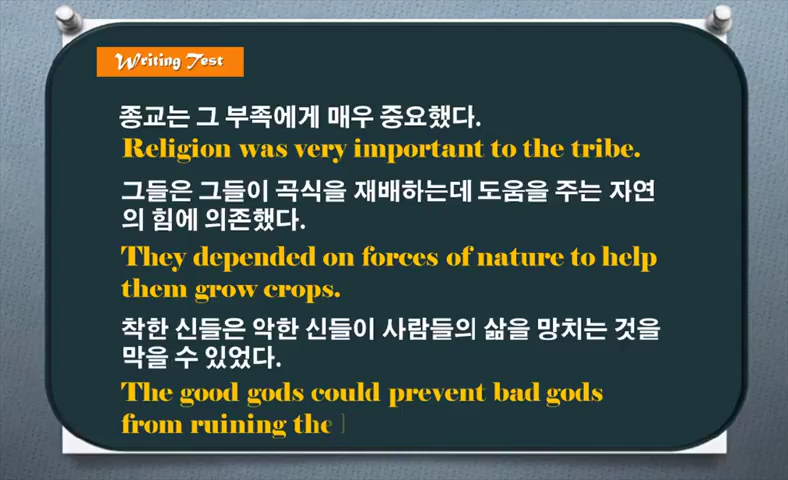 Writing Test
종교는 그 부족에게 매우 중요했다.
Religion was very important to the tribe.
그들은 그들이 곡식을 재배하는데 도움을 주는 자연
의 힘에 의존했다.
They depended on forces of nature to help
them grow crops.
착한 신들은 악한 신들이 사람들의 삶을 망치는 것을
막을 수 있었다.
The good gods could prevent bad gods
from ruining the